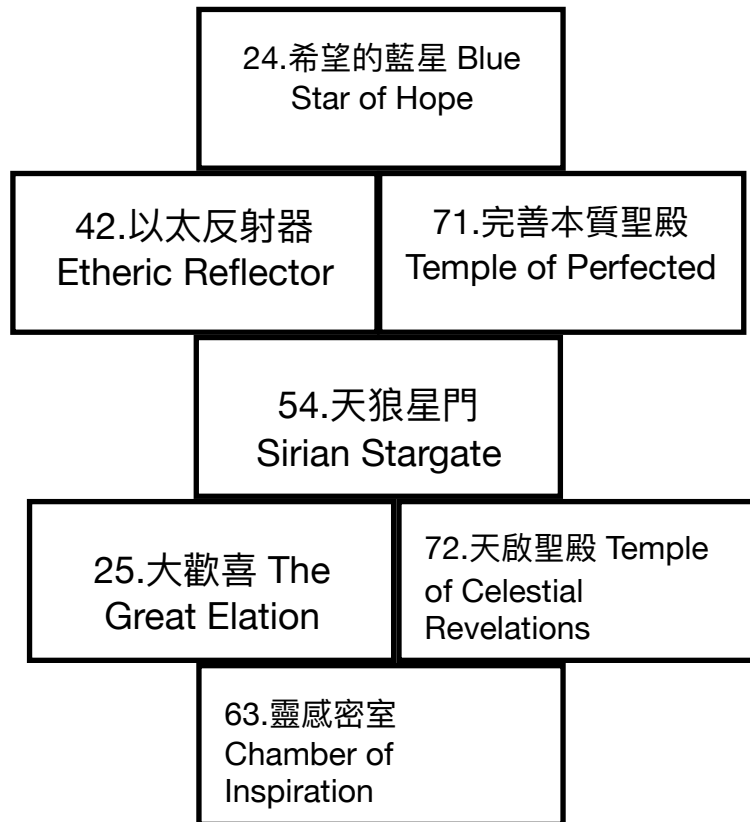 24.希望的藍星 Blue
Star of Hope
42.以太反射器
Etheric Reflector
71.完善本質聖殿
Temple of Perfected
54.天狼星門
Sirian Stargate
25.大歡喜 The
Great Elation
72.天啟聖殿 Temple
of Celestial
Revelations
63.靈感密室
Chamber of
Inspiration